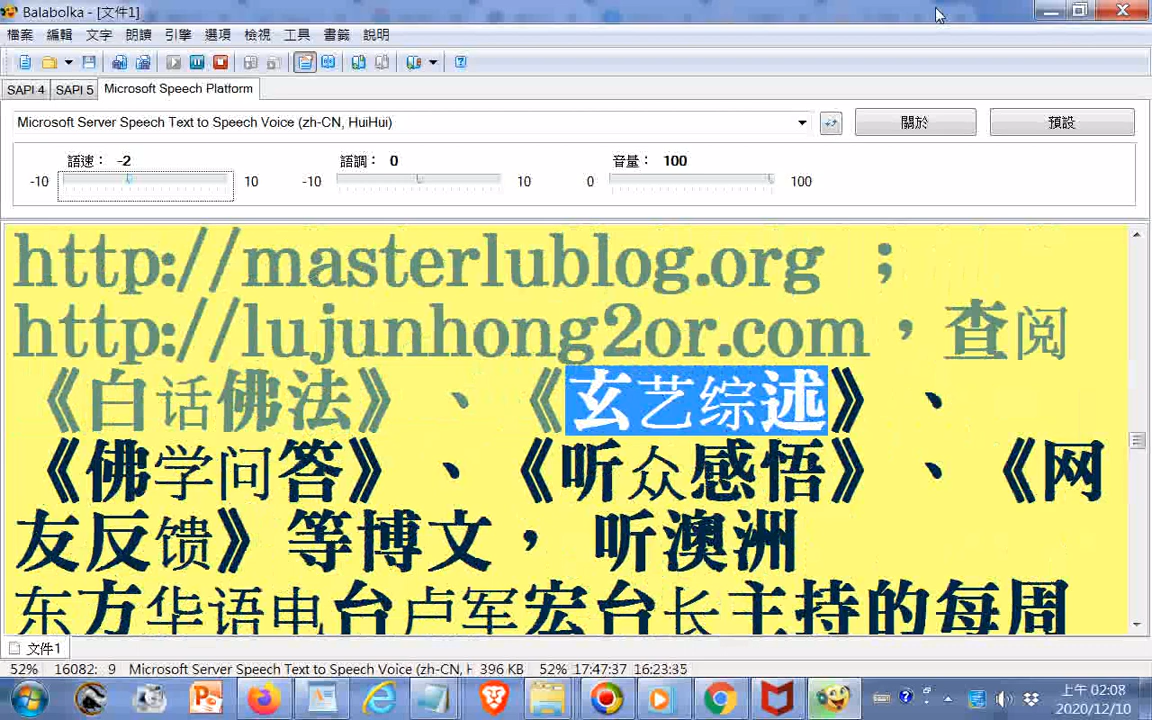 Balabolka - [文件1]
檔案 編輯 文字 朗讀 引擎 選項 檢視 工具 書籤 說明
SAPI 4 SAPI 5 Microsoft Speech Platform
Microsoft Server Speech Text to Speech Voice (zh-CN, HuiHui) 關於 預設
語速： -2 語調： 0 音量： 100
-10 10 -10 10 0 100
http://masterlublog.org ；
http://lujunhong2or.com，查阅
《白话佛法》、《玄艺综述》、
《佛学问答》、《听众感悟》、《网
友反馈》等博文， 听澳洲
东方华语电台卢军宏台长主持的每周
文件1
52% 16082: 9 Microsoft Server Speech Text to Speech Voice (zh-CN, H 396 KB 52% 17:47:37 16:23:35
上午 02:08
2020/12/10